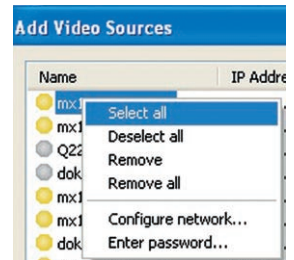 Add Video Sources
Name IP Addre
mx1
Select all
mx1
Deselect all
Q22
Remove
dok
Remove all
mx1
mx1
Configure network...
dok
Enter password...